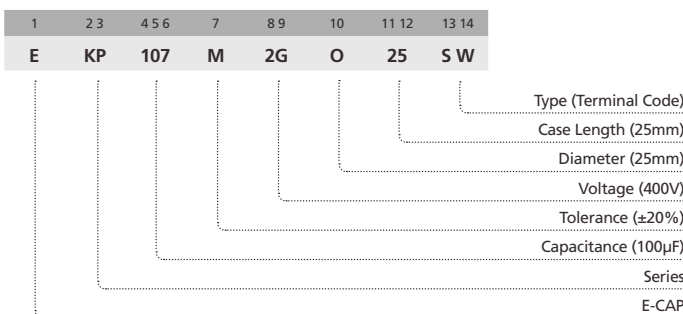 1 2 3 4 5 6 7 8 9 10 11 12 13 14
E KP 107 M 2G O 25 S W
Type (Terminal Code)
Case Length (25mm)
Diameter (25mm)
Voltage (400V)
Tolerance (±20%)
Capacitance (100μF)
Series
E-CAP